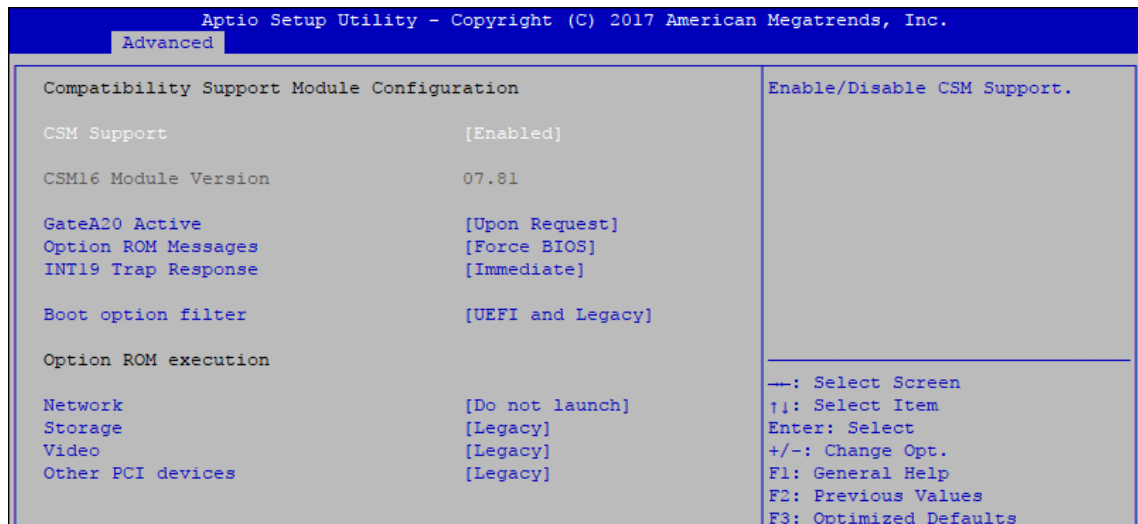 Aptio Setup Utility - Copyright (C) 2017 American Megatrends, Inc.
Advanced
Compatibility Support Module Configuration
CSM Support [Enabled]
CSM16 Module Version 07.81
GateA20 Active [Upon Request]
Option ROM Messages [Force BIOS]
INT19 Trap Response [Immediate]
Boot option filter [UEFI and Legacy]
Option ROM execution
Network [Do not launch]
Storage [Legacy]
Video [Legacy]
Other PCI devices [Legacy]
Enable/Disable CSM Support.
→←: Select Screen
↑↓: Select Item
Enter: Select
+/-: Change Opt.
F1: General Help
F2: Previous Values
F3: Optimized Defaults